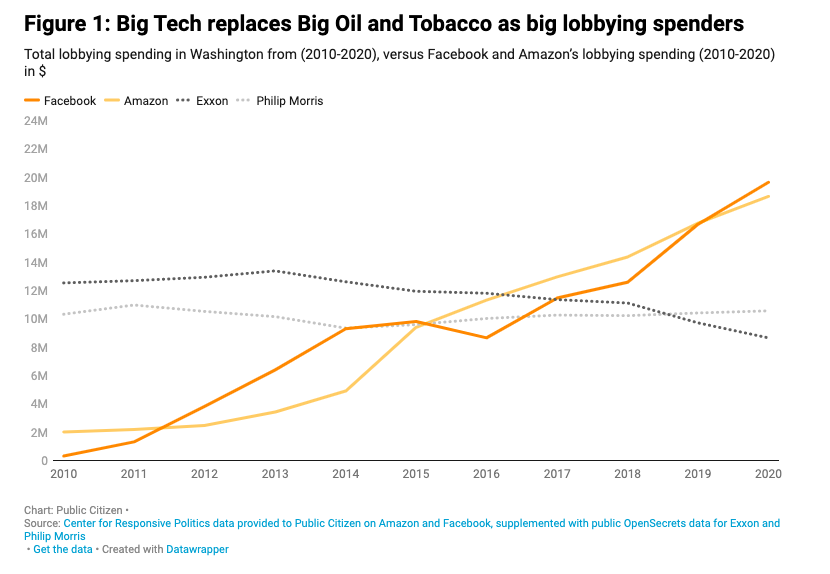 Figure 1: Big Tech replaces Big Oil and Tobacco as big lobbying spenders
Total lobbying spending in Washington from (2010-2020), versus Facebook and Amazon's lobbying spending (2010-2020)
in $
Facebook Amazon Exxon Philip Morris
24M
22M
20M
18M
16M
14M
12M
10M
8M
6M
4M
2M
0
2010 2011 2012 2013 2014 2015 2016 2017 2018 2019 2020
Chart: Public Citizen •
Source: Center for Responsive Politics data provided to Public Citizen on Amazon and Facebook, supplemented with public OpenSecrets data for Exxon and
Philip Morris
• Get the data • Created with Datawrapper